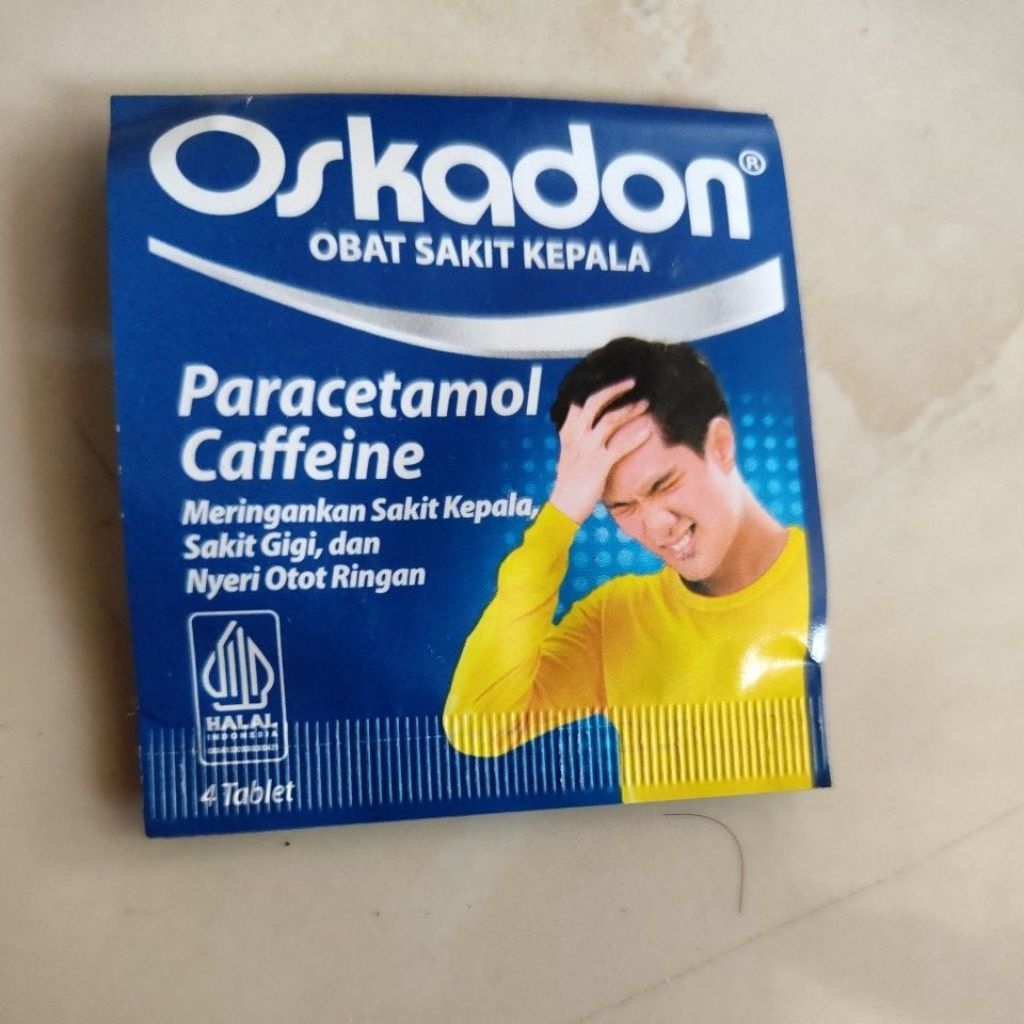 Oskadon®
OBAT SAKIT KEPALA
Paracetamol
Caffeine
Meringankan Sakit Kepala,
Sakit Gigi, dan
Nyeri Otot Ringan
HALAL
INDONESIA
4 Tablet